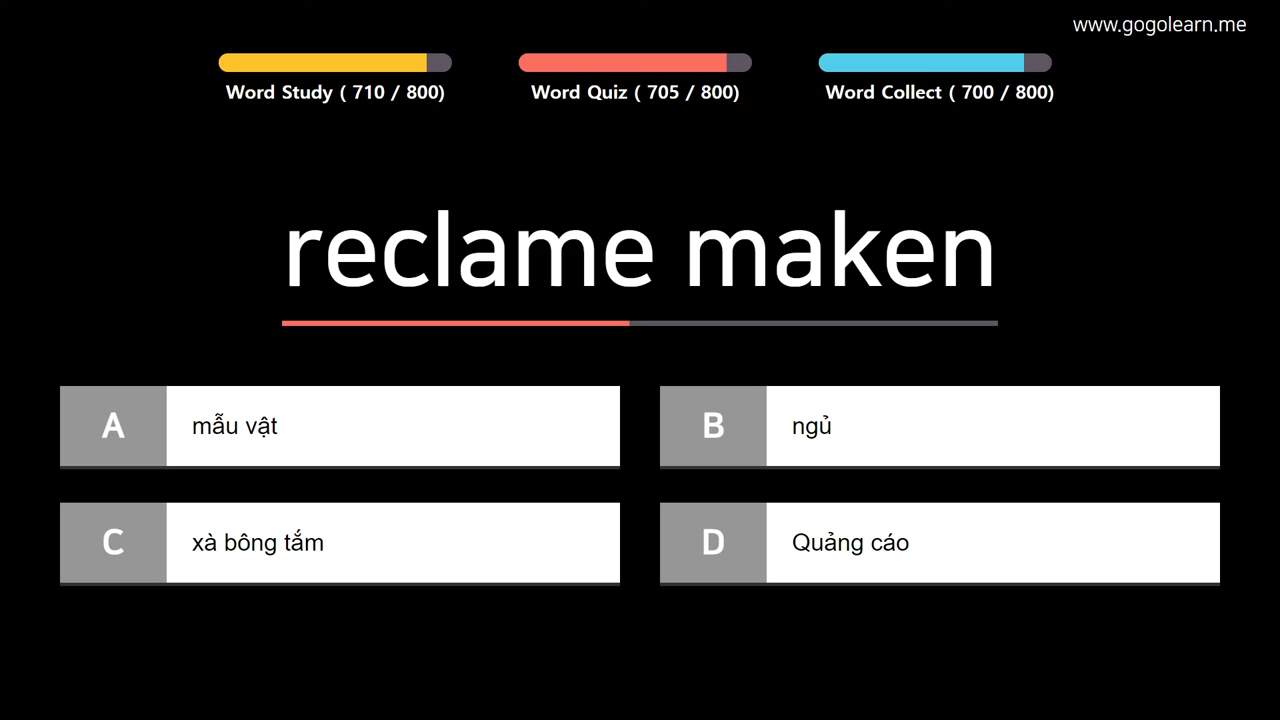 www.gogolearn.me
Word Study ( 710 / 800)
Word Quiz ( 705 / 800)
Word Collect ( 700 / 800)
reclame maken
A mẫu vật
B ngủ
C xà bông tắm
D Quảng cáo